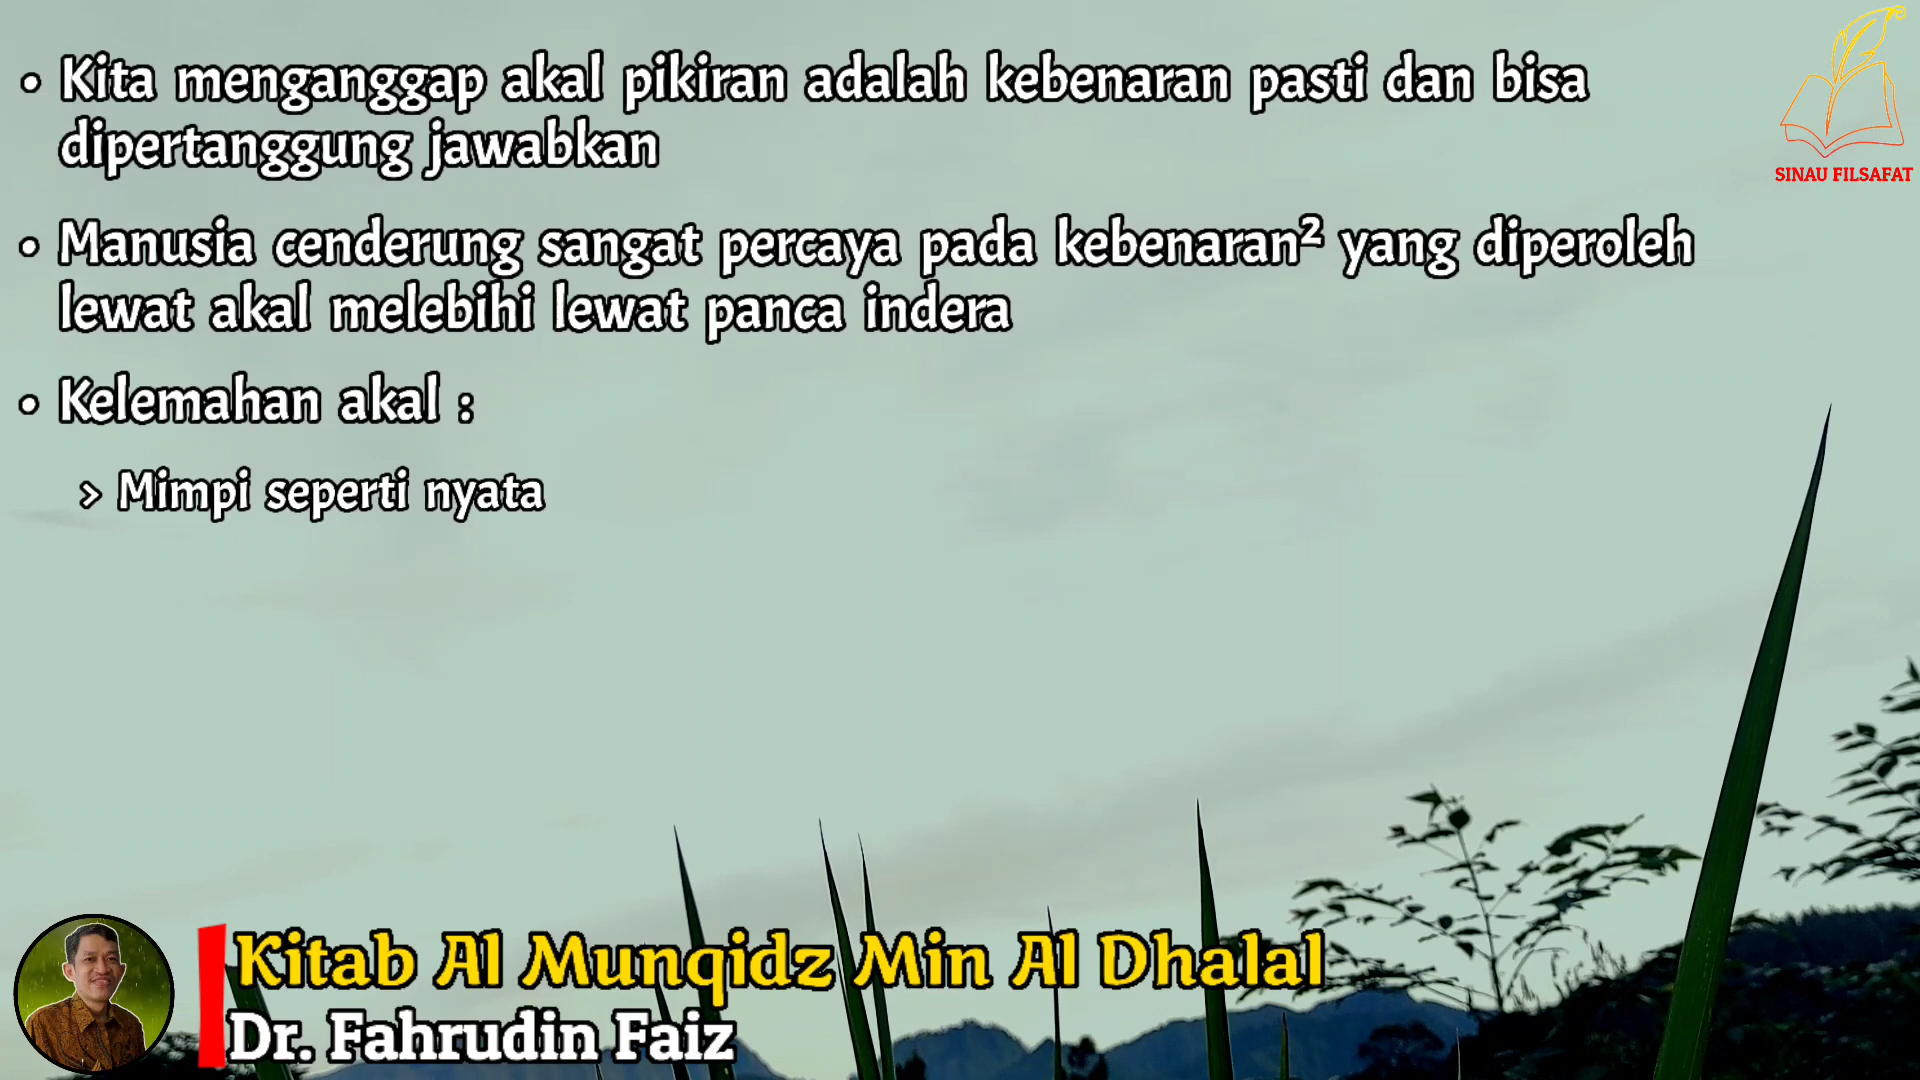 • Kita menganggap akal pikiran adalah kebenaran pasti dan bisa
dipertanggung jawabkan
• Manusia cenderung sangat percaya pada kebenaran² yang diperoleh
lewat akal melebihi lewat panca indera
• Kelemahan akal :
> Mimpi seperti nyata
SINAU FILSAFAT
Kitab Al Munqidz Min Al Dhalal
Dr. Fahrudin Faiz